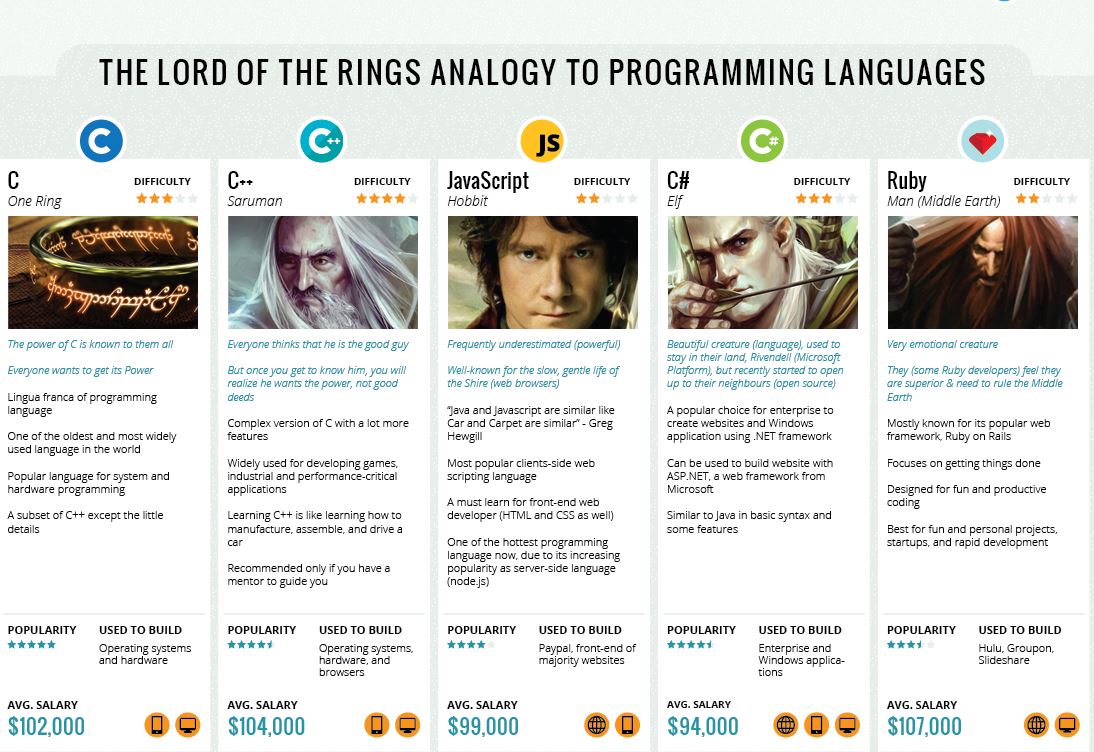 THE LORD OF THE RINGS ANALOGY TO PROGRAMMING LANGUAGES
C
C
One Ring
DIFFICULTY
The power of C is known to them all
Everyone wants to get its Power
Lingua franca of programming
language
One of the oldest and most widely
used language in the world
Popular language for system and
hardware programming
A subset of C++ except the little
details
POPULARITY
USED TO BUILD
Operating systems
and hardware
AVG. SALARY
$102,000
C++
C++
Saruman
DIFFICULTY
Everyone thinks that he is the good guy
But once you get to know him, you will
realize he wants the power, not good
deeds
Complex version of C with a lot more
features
Widely used for developing games,
industrial and performance-critical
applications
Learning C++ is like learning how to
manufacture, assemble, and drive a
car
Recommended only if you have a
mentor to guide you
POPULARITY
USED TO BUILD
Operating systems,
hardware, and
browsers
AVG. SALARY
$104,000
JS
JavaScript
Hobbit
DIFFICULTY
Frequently underestimated (powerful)
Well-known for the slow, gentle life of
the Shire (web browsers)
“Java and Javascript are similar like
Car and Carpet are similar” - Greg
Hewgill
Most popular clients-side web
scripting language
A must learn for front-end web
developer (HTML and CSS as well)
One of the hottest programming
language now, due to its increasing
popularity as server-side language
(node.js)
POPULARITY
USED TO BUILD
Paypal, front-end of
majority websites
AVG. SALARY
$99,000
C#
C#
Elf
DIFFICULTY
Beautiful creature (language), used to
stay in their land, Rivendell (Microsoft
Platform), but recently started to open
up to their neighbours (open source)
A popular choice for enterprise to
create websites and Windows
application using .NET framework
Can be used to build website with
ASP.NET, a web framework from
Microsoft
Similar to Java in basic syntax and
some features
POPULARITY
USED TO BUILD
Enterprise and
Windows applica-
tions
AVG. SALARY
$94,000
Ruby
Man (Middle Earth)
DIFFICULTY
Very emotional creature
They (some Ruby developers) feel they
are superior & need to rule the Middle
Earth
Mostly known for its popular web
framework, Ruby on Rails
Focuses on getting things done
Designed for fun and productive
coding
Best for fun and personal projects,
startups, and rapid development
POPULARITY
USED TO BUILD
Hulu, Groupon,
Slideshare
AVG. SALARY
$107,000